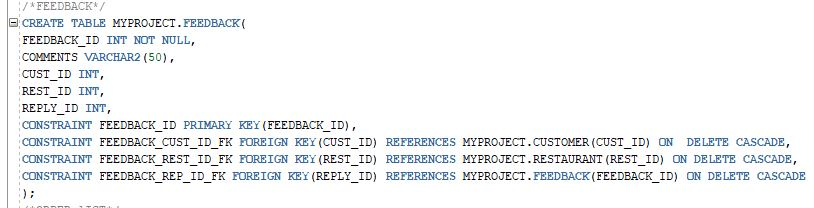 /*FEEDBACK*/
CREATE TABLE MYPROJECT.FEEDBACK(
FEEDBACK_ID INT NOT NULL,
COMMENTS VARCHAR2(50),
CUST_ID INT,
REST_ID INT,
REPLY_ID INT,
CONSTRAINT FEEDBACK_ID PRIMARY KEY(FEEDBACK_ID),
CONSTRAINT FEEDBACK_CUST_ID_FK FOREIGN KEY(CUST_ID) REFERENCES MYPROJECT.CUSTOMER(CUST_ID) ON  DELETE CASCADE,
CONSTRAINT FEEDBACK_REST_ID_FK FOREIGN KEY(REST_ID) REFERENCES MYPROJECT.RESTAURANT(REST_ID) ON DELETE CASCADE,
CONSTRAINT FEEDBACK_REP_ID_FK FOREIGN KEY(REPLY_ID) REFERENCES MYPROJECT.FEEDBACK(FEEDBACK_ID) ON DELETE CASCADE
);